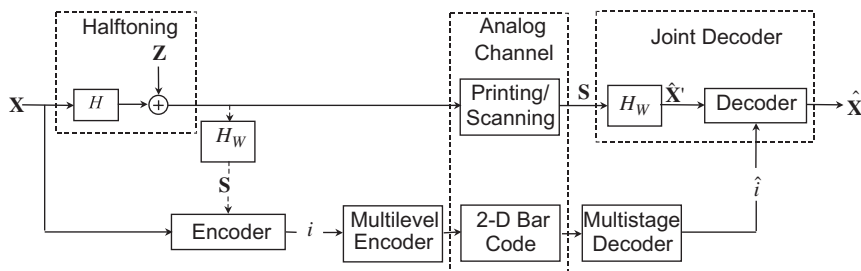 Halftoning
Analog
Channel
Joint Decoder
Z
X
H
+
Printing/
Scanning
S
H_W
X̂'
Decoder
X̂
H_W
S
î
Encoder
i
Multilevel
Encoder
2-D Bar
Code
Multistage
Decoder